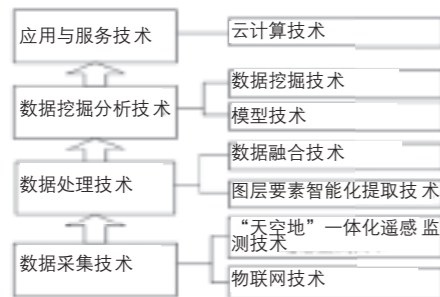 应用与服务技术
云计算技术
数据挖掘分析技术
数据挖掘技术
模型技术
数据处理技术
数据融合技术
图层要素智能化提取技术
数据采集技术
“天空地”一体化遥感监
测技术
物联网技术